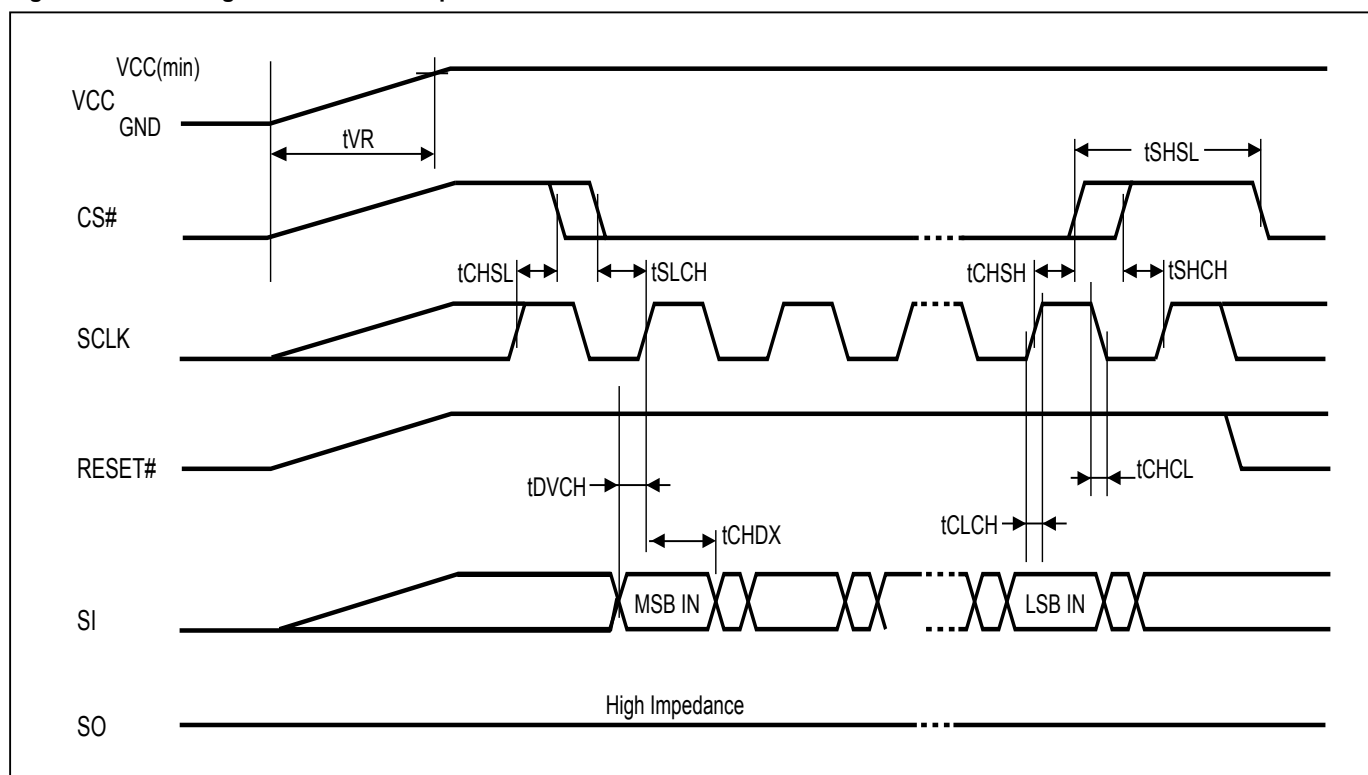 VCC(min)
VCC
GND
tVR
tSHSL
CS#
tCHSL
tSLCH
tCHSH
tSHCH
SCLK
RESET#
tDVCH
tCHCL
tCLCH
tCHDX
SI
MSB IN
LSB IN
High Impedance
SO